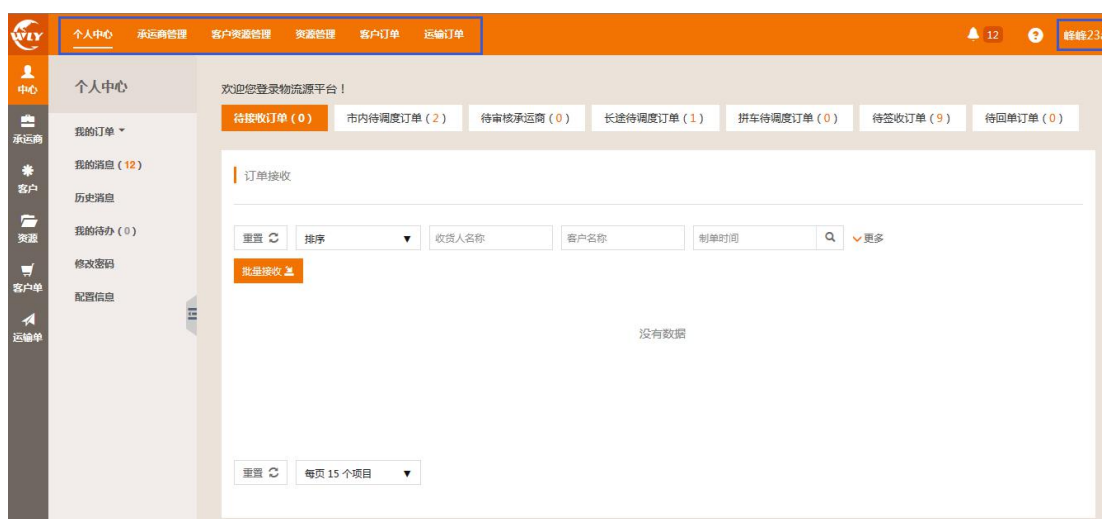 WLY 个人中心 承运商管理 客户资源管理 资源管理 客户订单 运输订单 12 ? 峰峰23
中心
承运商
客户
资源
客户单
运输单
个人中心
我的订单
我的消息 ( 12 )
历史消息
我的待办 ( 0 )
修改密码
配置信息
欢迎您登录物流源平台！
待接收订单 ( 0 ) 市内待调度订单 ( 2 ) 待审核承运商 ( 0 ) 长途待调度订单 ( 1 ) 拼车待调度订单 ( 0 ) 待签收订单 ( 9 ) 待回单订单 ( 0 )
订单接收
重置 排序 收货人名称 客户名称 制单时间 更多
批量接收
没有数据
重置 每页 15 个项目